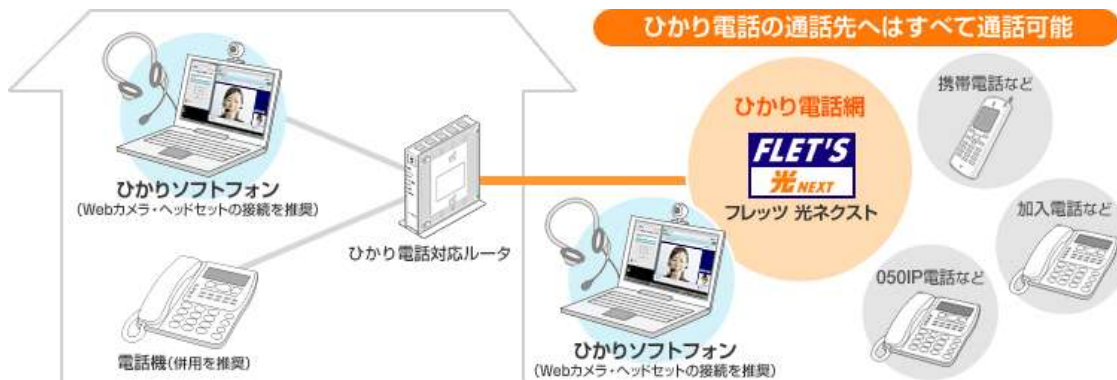 ひかり電話の通話先へはすべて通話可能
ひかりソフトフォン
(Webカメラ・ヘッドセットの接続を推奨)
ひかり電話対応ルータ
電話機(併用を推奨)
ひかり電話網
FLET'S
光NEXT
フレッツ 光ネクスト
ひかりソフトフォン
(Webカメラ・ヘッドセットの接続を推奨)
携帯電話など
加入電話など
050IP電話など